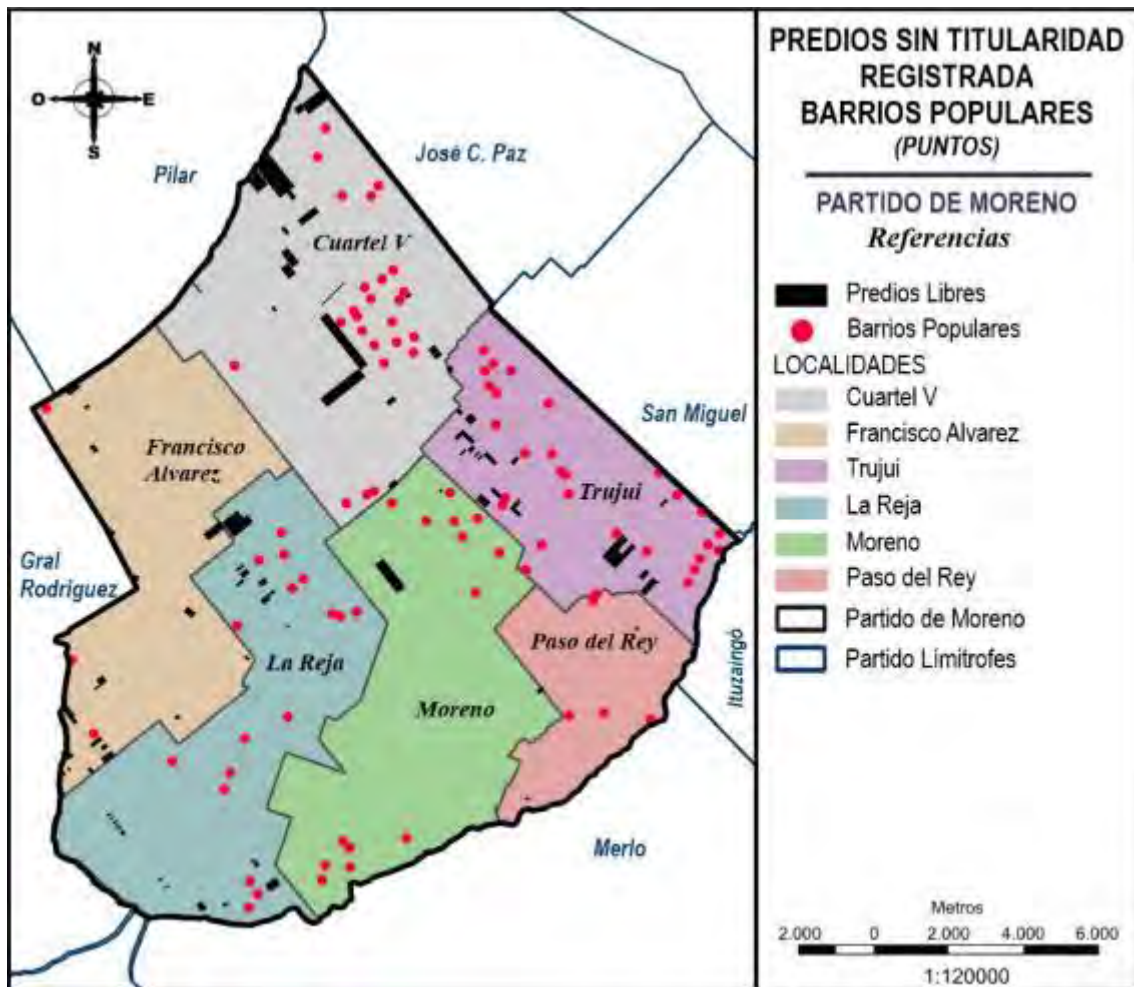 N
O
E
S
Pilar
José C. Paz
Cuartel V
San Miguel
Francisco
Alvarez
Trujui
Gral
Rodriguez
La Reja
Paso del Rey
Moreno
Ituzaingó
Merlo
PREDIOS SIN TITULARIDAD
REGISTRADA
BARRIOS POPULARES
(PUNTOS)
PARTIDO DE MORENO
Referencias
Predios Libres
Barrios Populares
LOCALIDADES
Cuartel V
Francisco Alvarez
Trujui
La Reja
Moreno
Paso del Rey
Partido de Moreno
Partido Limitrofes
Metros
2.000 0 2.000 4.000 6.000
1:120000